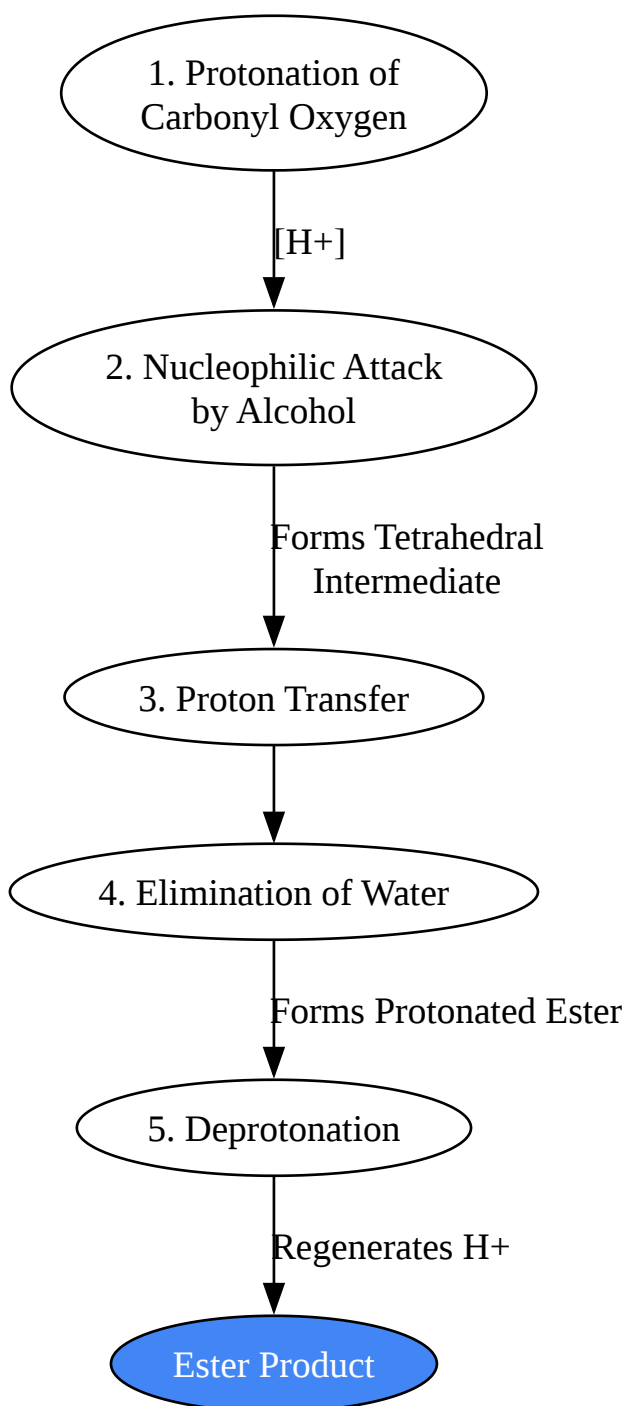 1. Protonation of
Carbonyl Oxygen
[H+]
2. Nucleophilic Attack
by Alcohol
Forms Tetrahedral
Intermediate
3. Proton Transfer
4. Elimination of Water
Forms Protonated Ester
5. Deprotonation
Regenerates H+
Ester Product